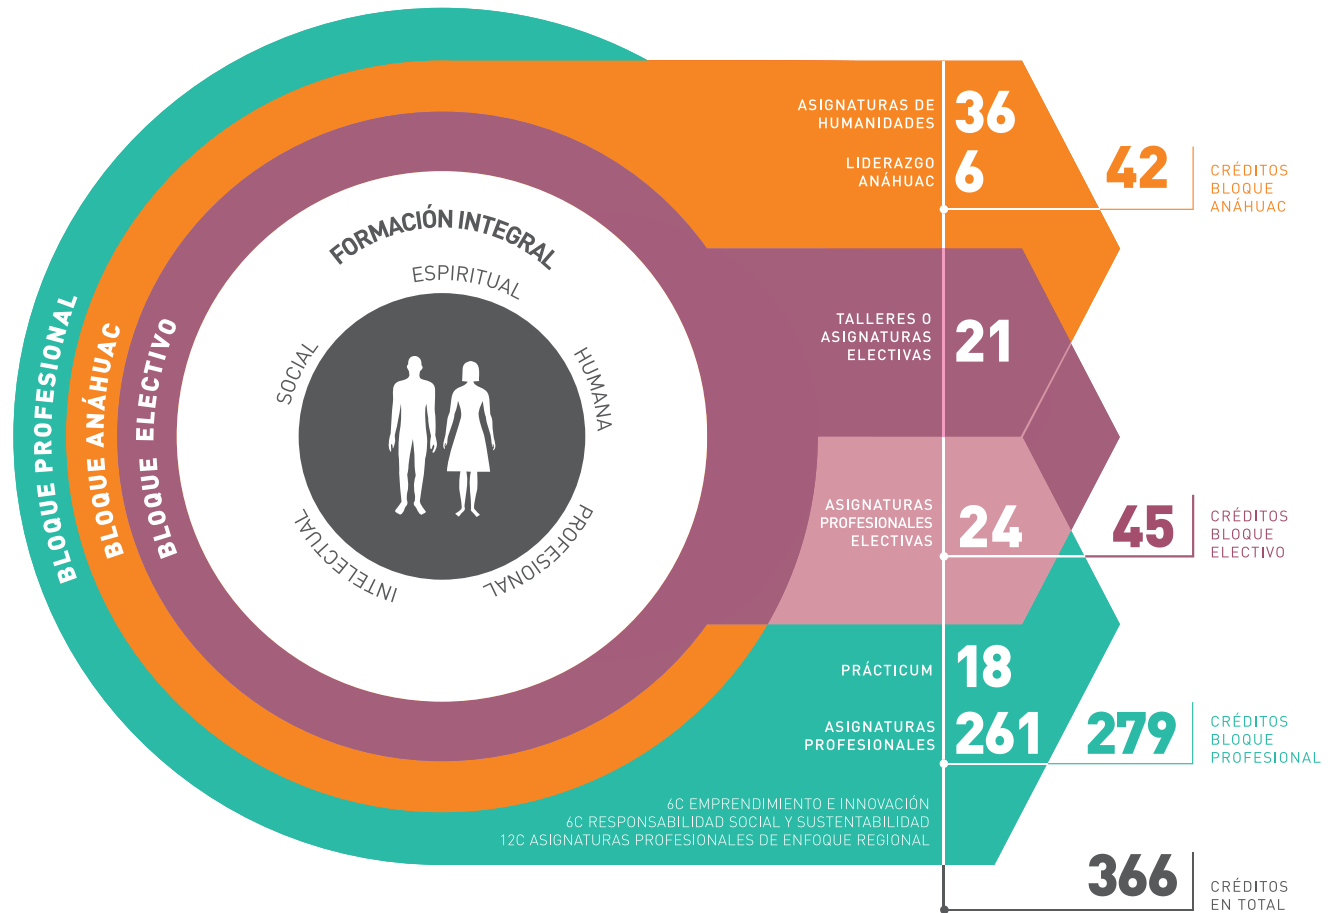 BLOQUE PROFESIONAL
BLOQUE ANÁHUAC
BLOQUE ELECTIVO
FORMACIÓN INTEGRAL
ESPIRITUAL
SOCIAL
HUMANA
INTELECTUAL
PROFESIONAL
ASIGNATURAS DE
HUMANIDADES
36
LIDERAZGO
ANÁHUAC
6
42
CRÉDITOS
BLOQUE
ANÁHUAC
TALLERES O
ASIGNATURAS
ELECTIVAS
21
ASIGNATURAS
PROFESIONALES
ELECTIVAS
24
45
CRÉDITOS
BLOQUE
ELECTIVO
PRÁCTICUM
18
ASIGNATURAS
PROFESIONALES
261
279
CRÉDITOS
BLOQUE
PROFESIONAL
6C EMPRENDIMIENTO E INNOVACIÓN
6C RESPONSABILIDAD SOCIAL Y SUSTENTABILIDAD
12C ASIGNATURAS PROFESIONALES DE ENFOQUE REGIONAL
366
CRÉDITOS
EN TOTAL